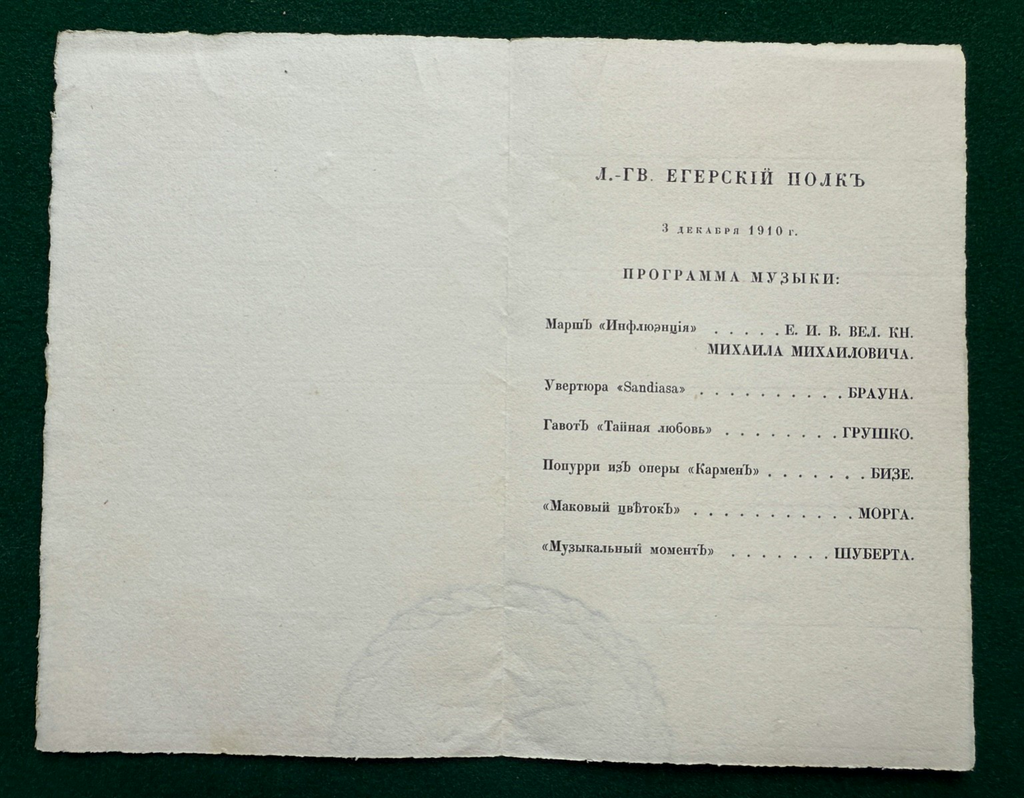 Л.-ГВ. ЕГЕРСКІЙ ПОЛКЪ
3 ДЕКАБРЯ 1910 г.
ПРОГРАММА МУЗЫКИ:
МаршЪ «Инфлюэнція» . . . . . Е. И. В. ВЕЛ. КН.
МИХАИЛА МИХАИЛОВИЧА.
Увертюра «Sandiasa» . . . . . . . . . . БРАУНА.
ГавотЪ «Тайная любовь» . . . . . . . . ГРУШКО.
Попурри изЪ оперы «КарменЪ» . . . . . . . БИЗЕ.
«Маковый цвѣтокЪ» . . . . . . . . . . . МОРГА.
«Музыкальный моментЪ» . . . . . . . ШУБЕРТА.